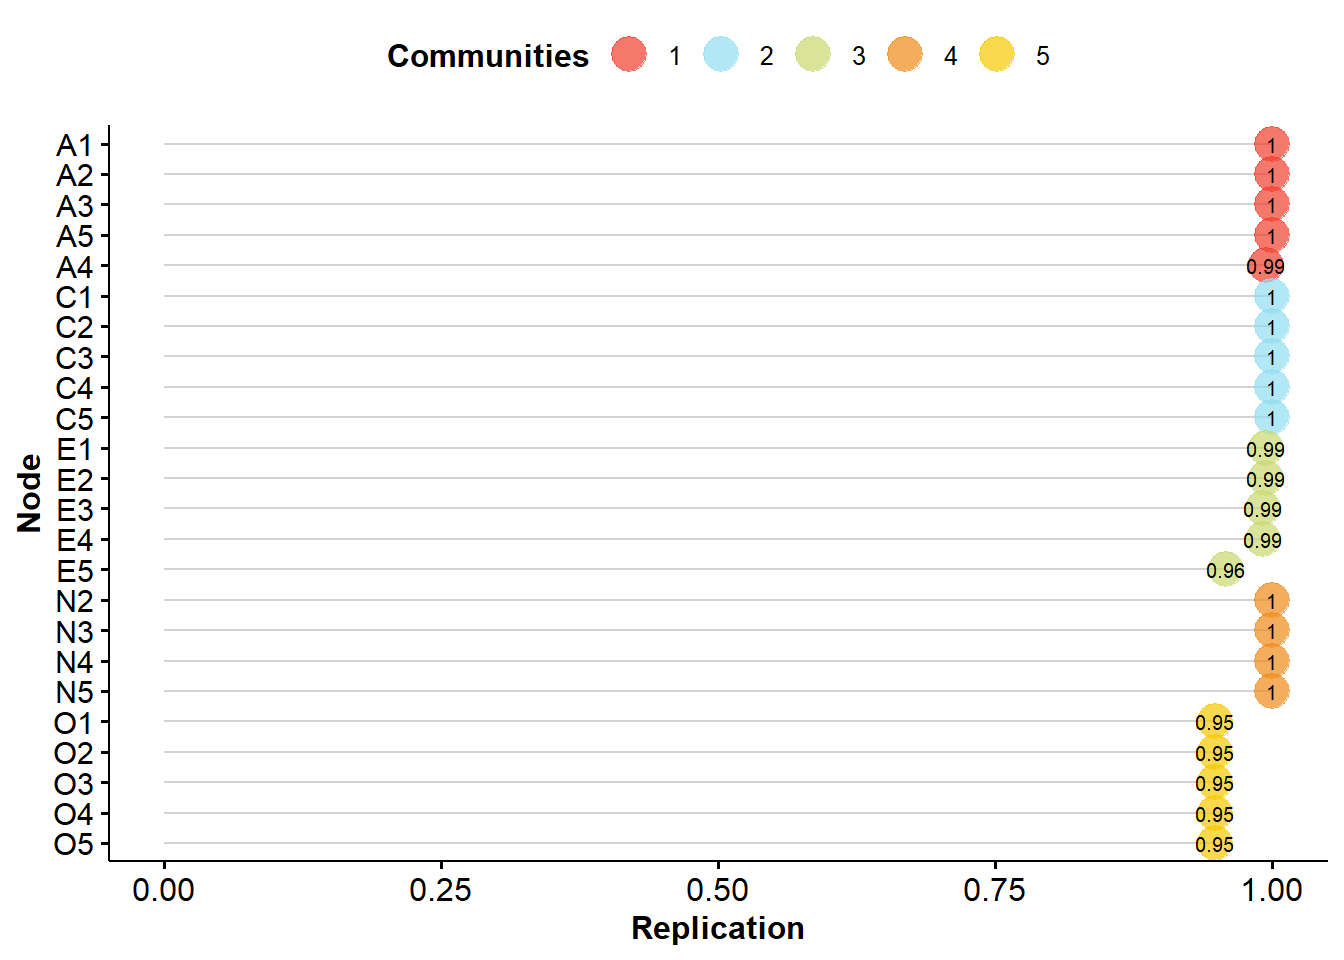 Communities 1 2 3 4 5
A1 1
A2 1
A3 1
A5 1
A4 0.99
C1 1
C2 1
C3 1
C4 1
C5 1
E1 0.99
E2 0.99
E3 0.99
E4 0.99
E5 0.96
N2 1
N3 1
N4 1
N5 1
O1 0.95
O2 0.95
O3 0.95
O4 0.95
O5 0.95
Node
0.00 0.25 0.50 0.75 1.00
Replication